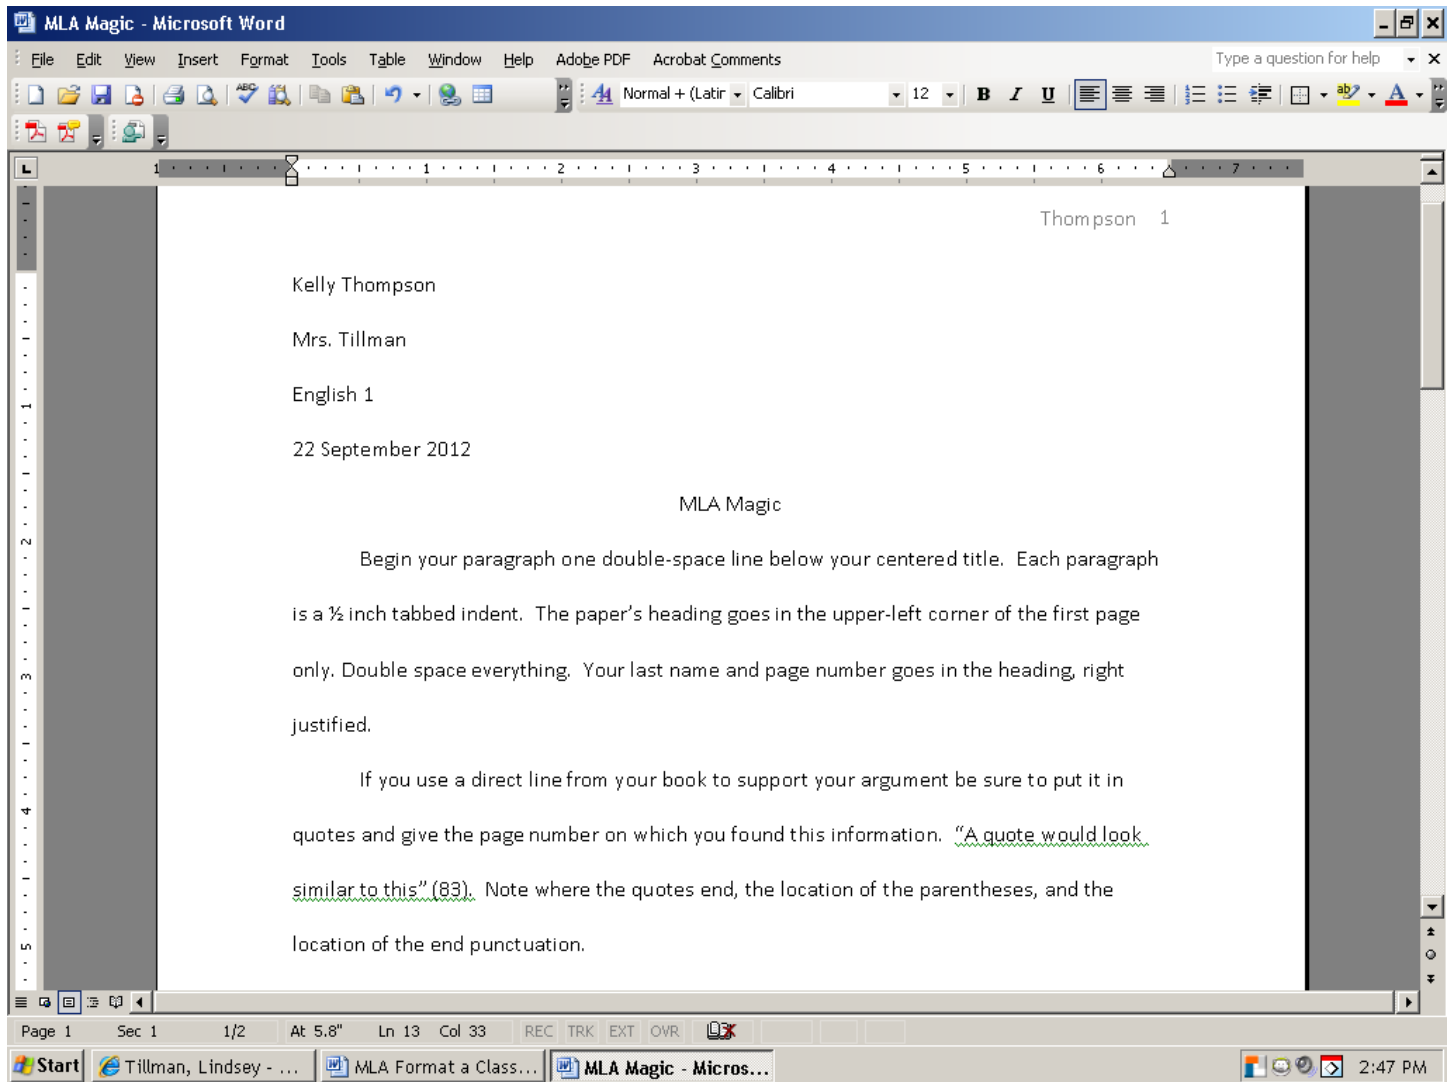 MLA Magic - Microsoft Word
File Edit View Insert Format Tools Table Window Help Adobe PDF Acrobat Comments Type a question for help
Normal + (Latir Calibri 12 B I U
1 1 2 3 4 5 6 7
Thompson 1
Kelly Thompson
Mrs. Tillman
English 1
22 September 2012
MLA Magic
Begin your paragraph one double-space line below your centered title. Each paragraph
is a ½ inch tabbed indent. The paper's heading goes in the upper-left corner of the first page
only. Double space everything. Your last name and page number goes in the heading, right
justified.
If you use a direct line from your book to support your argument be sure to put it in
quotes and give the page number on which you found this information. “A quote would look
similar to this” (83). Note where the quotes end, the location of the parentheses, and the
location of the end punctuation.
Page 1 Sec 1 1/2 At 5.8" Ln 13 Col 33 REC TRK EXT OVR
Start Tillman, Lindsey - ... MLA Format a Class... MLA Magic - Micros... 2:47 PM